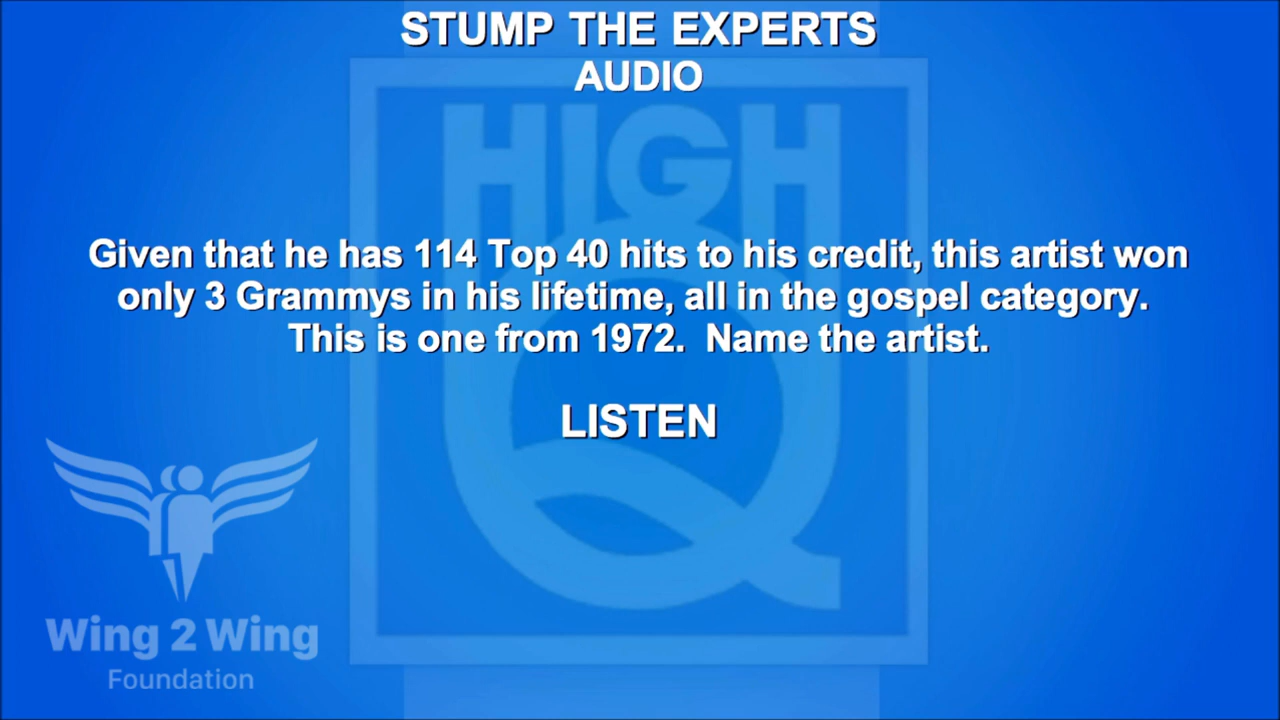 STUMP THE EXPERTS
AUDIO
HIGH
Q
Given that he has 114 Top 40 hits to his credit, this artist won
only 3 Grammys in his lifetime, all in the gospel category.
This is one from 1972.  Name the artist.
LISTEN
Wing 2 Wing
Foundation